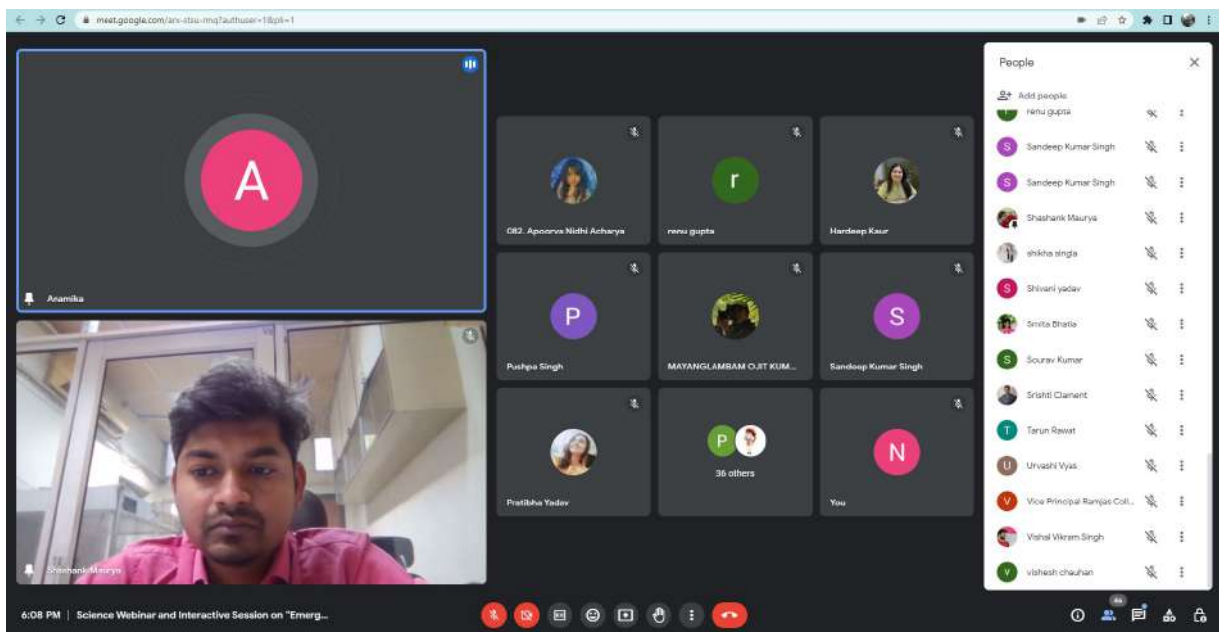 meet.google.com/arx-stsu-rmq?authuser=1&pli=1
A
Anamika
Shashank Maurya
082. Apoorva Nidhi Acharya
r
renu gupta
Hardeep Kaur
P
Pushpa Singh
MAYANGLAMBAM OJIT KUM...
S
Sandeep Kumar Singh
Pratibha Yadav
P
36 others
N
You
People
Add people
renu gupta
S Sandeep Kumar Singh
S Sandeep Kumar Singh
Shashank Maurya
shikha singla
S Shivani yadav
Smita Bhatia
S Sourav Kumar
Srishti Clament
T Tarun Rawat
U Urvashi Vyas
V Vice Principal Ramjas Coll...
Vishal Vikram Singh
V vishesh chauhan
6:08 PM | Science Webinar and Interactive Session on "Emerg...
46